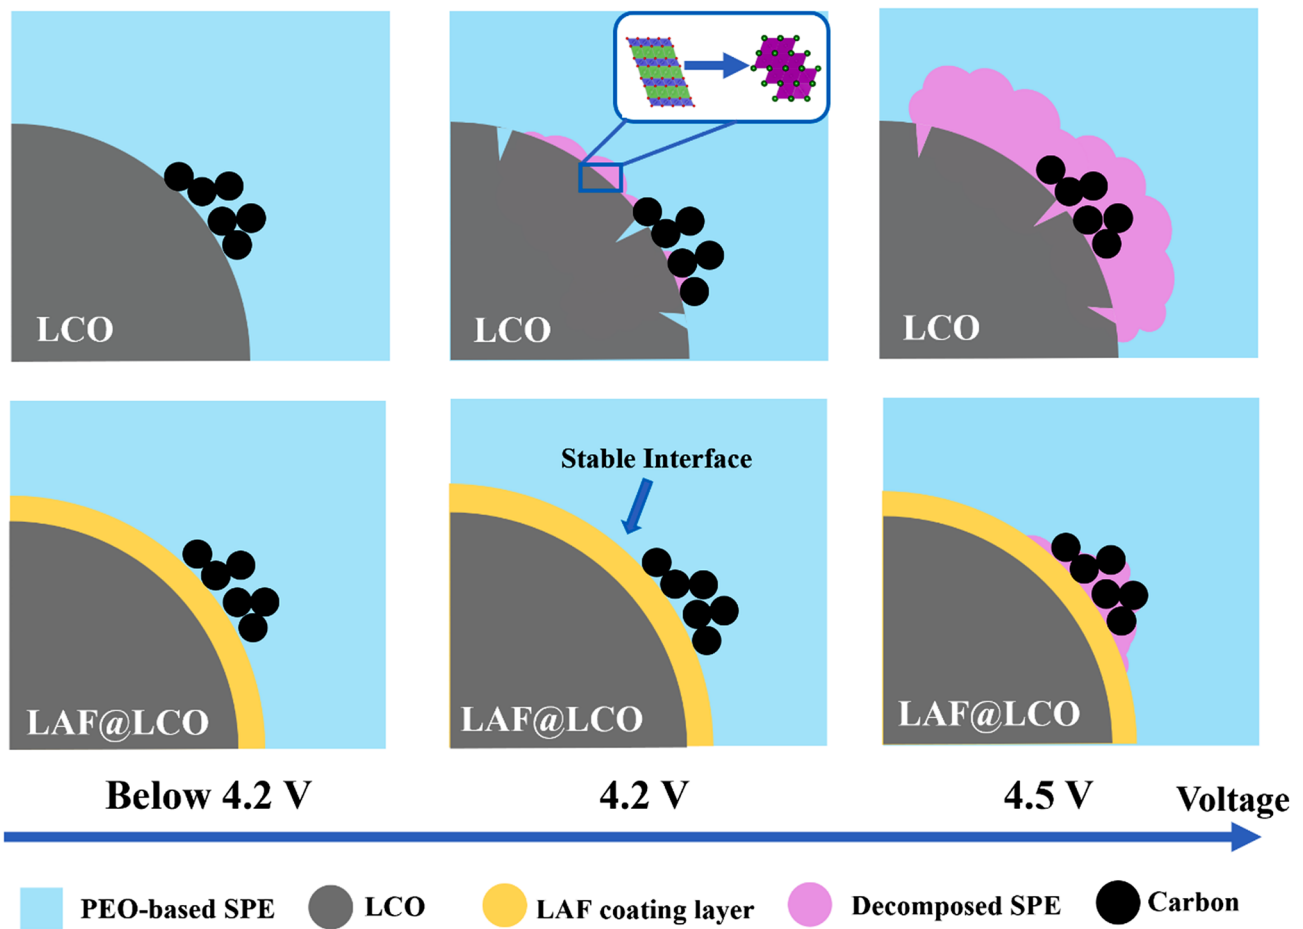 LCO
LCO
LCO
Stable Interface
LAF@LCO
LAF@LCO
LAF@LCO
Below 4.2 V
4.2 V
4.5 V
Voltage
PEO-based SPE
LCO
LAF coating layer
Decomposed SPE
Carbon